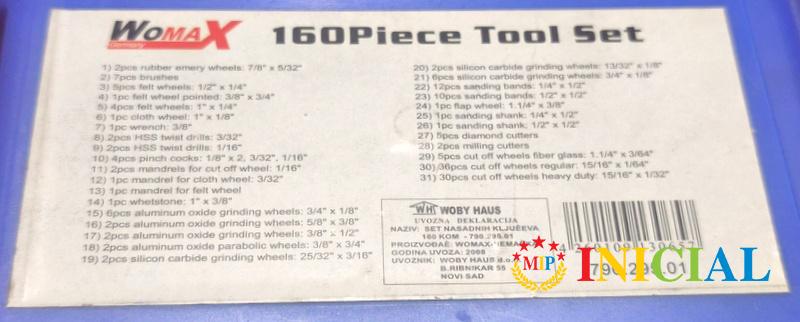 WOMAX
Germany
160Piece Tool Set
1) 2pcs rubber emery wheels: 7/8" x 5/32"
2) 7pcs brushes
3) 5pcs felt wheels: 1/2" x 1/4"
4) 1pc felt wheel pointed: 3/8" x 3/4"
5) 4pcs felt wheels: 1" x 1/4"
6) 1pc cloth wheel: 1" x 1/8"
7) 1pc wrench: 3/8"
8) 2pcs HSS twist drills: 3/32"
9) 2pcs HSS twist drills: 1/16"
10) 4pcs pinch cocks: 1/8" x 2, 3/32", 1/16"
11) 2pcs mandrels for cut off wheel: 1/16"
12) 1pc mandrel for cloth wheel: 3/32"
13) 1pc mandrel for felt wheel
14) 1pc whetstone: 1" x 3/8"
15) 6pcs aluminum oxide grinding wheels: 3/4" x 1/8"
16) 2pcs aluminum oxide grinding wheels: 5/8" x 3/8"
17) 2pcs aluminum oxide grinding wheels: 3/8" x 1/2"
18) 2pcs aluminum oxide parabolic wheels: 3/8" x 3/4"
19) 2pcs silicon carbide grinding wheels: 25/32" x 3/16"
20) 2pcs silicon carbide grinding wheels: 13/32" x 1/8"
21) 6pcs silicon carbide grinding wheels: 3/4" x 1/8"
22) 12pcs sanding bands: 1/4" x 1/2"
23) 10pcs sanding bands: 1/2" x 1/2"
24) 1pc flap wheel: 1.1/4" x 3/8"
25) 1pc sanding shank: 1/4" x 1/2"
26) 1pc sanding shank: 1/2" x 1/2"
27) 5pcs diamond cutters
28) 2pcs milling cutters
29) 5pcs cut off wheels fiber glass: 1.1/4" x 3/64"
30) 36pcs cut off wheels regular: 15/16" x 1/64"
31) 30pcs cut off wheels heavy duty: 15/16" x 1/32"
WH WOBY HAUS
UVOZNA DEKLARACIJA
NAZIV: SET NASADNIH KLJUČEVA
160 KOM -790.299.01
PROIZVOĐAČ: WOMAX-
GODINA UVOZA: 2008
UVOZNIK: WOBY HAUS d.o.
B.RIBNIKAR 55
NOVI SAD
MIP INICIAL